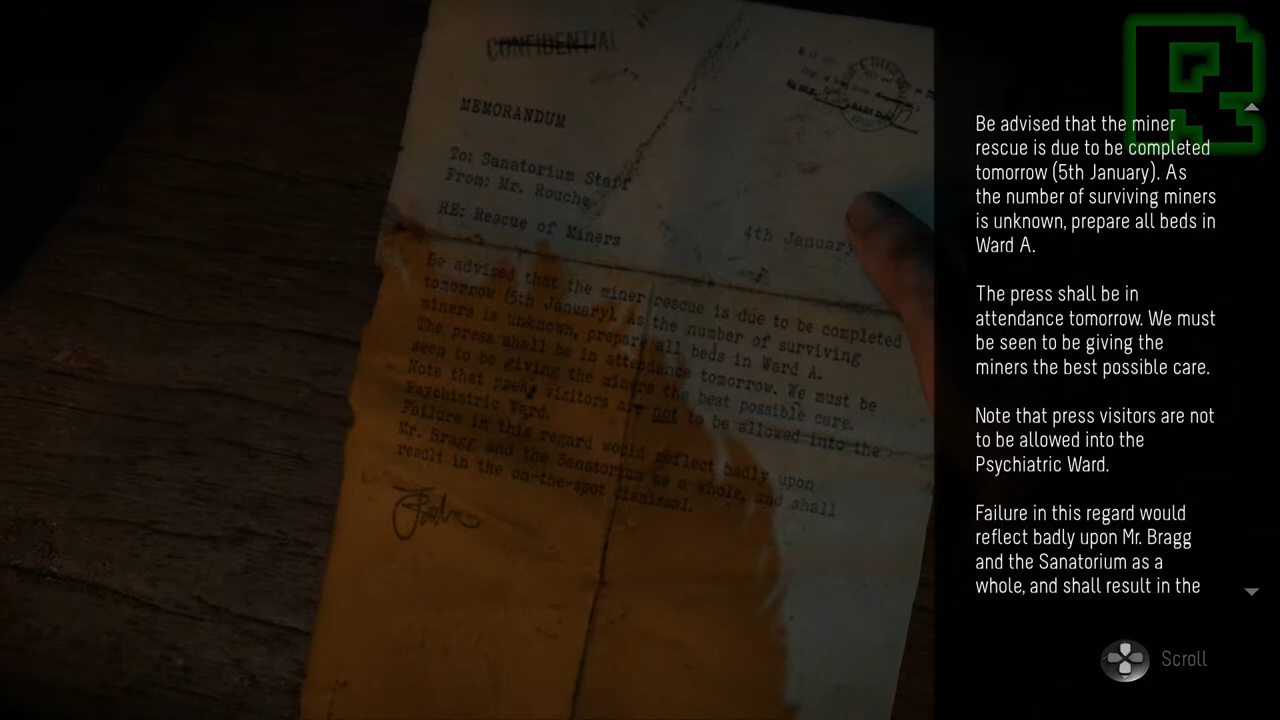 CONFIDENTIAL
MEMORANDUM
To: Sanatorium Staff
From: Mr. Rouche
RE: Rescue of Miners
4th January
Be advised that the miner rescue is due to be completed
tomorrow (5th January). As the number of surviving
miners is unknown, prepare all beds in Ward A.
The press shall be in attendance tomorrow. We must be
seen to be giving the miners the best possible care.
Note that press visitors are not to be allowed into the
Psychiatric Ward.
Failure in this regard would reflect badly upon
Mr. Bragg and the Sanatorium as a whole, and shall
result in the on-the-spot dismissal.
Be advised that the miner
rescue is due to be completed
tomorrow (5th January). As
the number of surviving miners
is unknown, prepare all beds in
Ward A.
The press shall be in
attendance tomorrow. We must
be seen to be giving the
miners the best possible care.
Note that press visitors are not
to be allowed into the
Psychiatric Ward.
Failure in this regard would
reflect badly upon Mr. Bragg
and the Sanatorium as a
whole, and shall result in the
Scroll